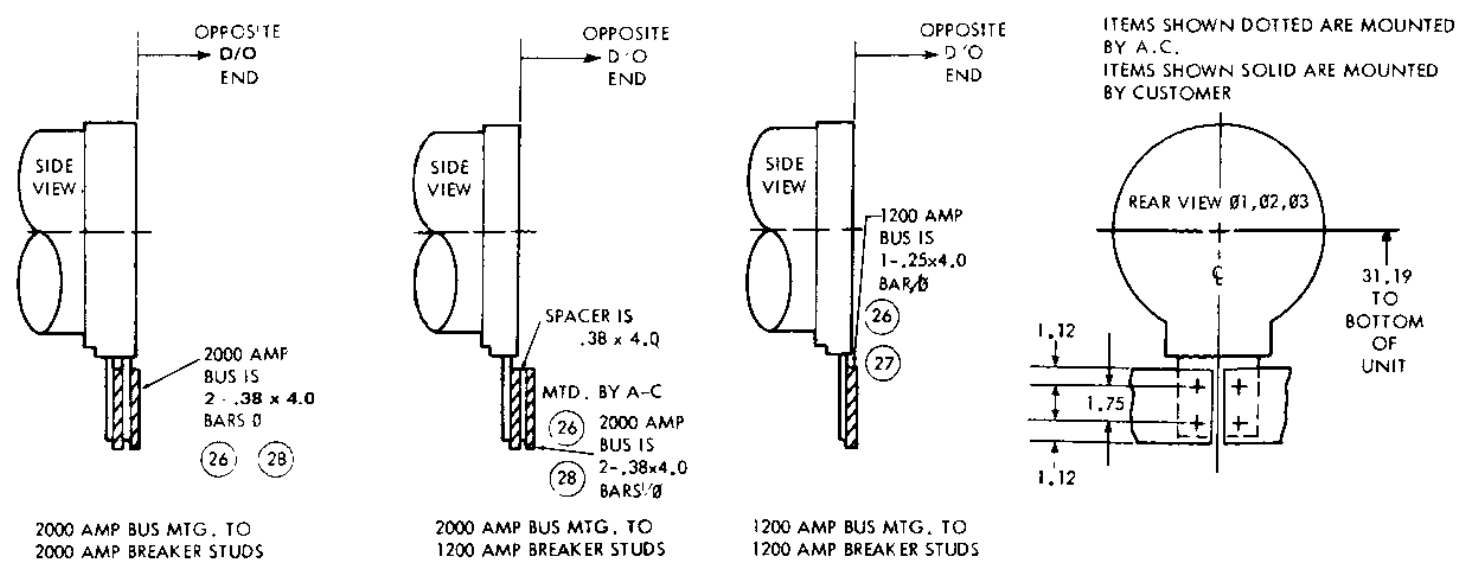 OPPOSITE
D/O
END
SIDE
VIEW
2000 AMP
BUS IS
2 - .38 x 4.0
BARS Ø
26 28
2000 AMP BUS MTG. TO
2000 AMP BREAKER STUDS
OPPOSITE
D/O
END
SIDE
VIEW
SPACER IS
.38 x 4.0
MTD. BY A-C
26
2000 AMP
BUS IS
28
2-.38x4.0
BARS/Ø
2000 AMP BUS MTG. TO
1200 AMP BREAKER STUDS
OPPOSITE
D/O
END
SIDE
VIEW
1200 AMP
BUS IS
1-.25x4.0
BAR/Ø
26
27
1200 AMP BUS MTG. TO
1200 AMP BREAKER STUDS
ITEMS SHOWN DOTTED ARE MOUNTED
BY A.C.
ITEMS SHOWN SOLID ARE MOUNTED
BY CUSTOMER
REAR VIEW Ø1,Ø2,Ø3
℄
31.19
TO
BOTTOM
OF
UNIT
1.12
1.75
1.12